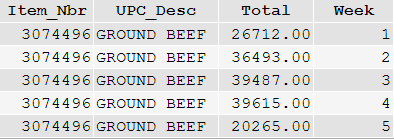 Item_Nbr UPC_Desc Total Week
3074496 GROUND BEEF 26712.00 1
3074496 GROUND BEEF 36493.00 2
3074496 GROUND BEEF 39487.00 3
3074496 GROUND BEEF 39615.00 4
3074496 GROUND BEEF 20265.00 5